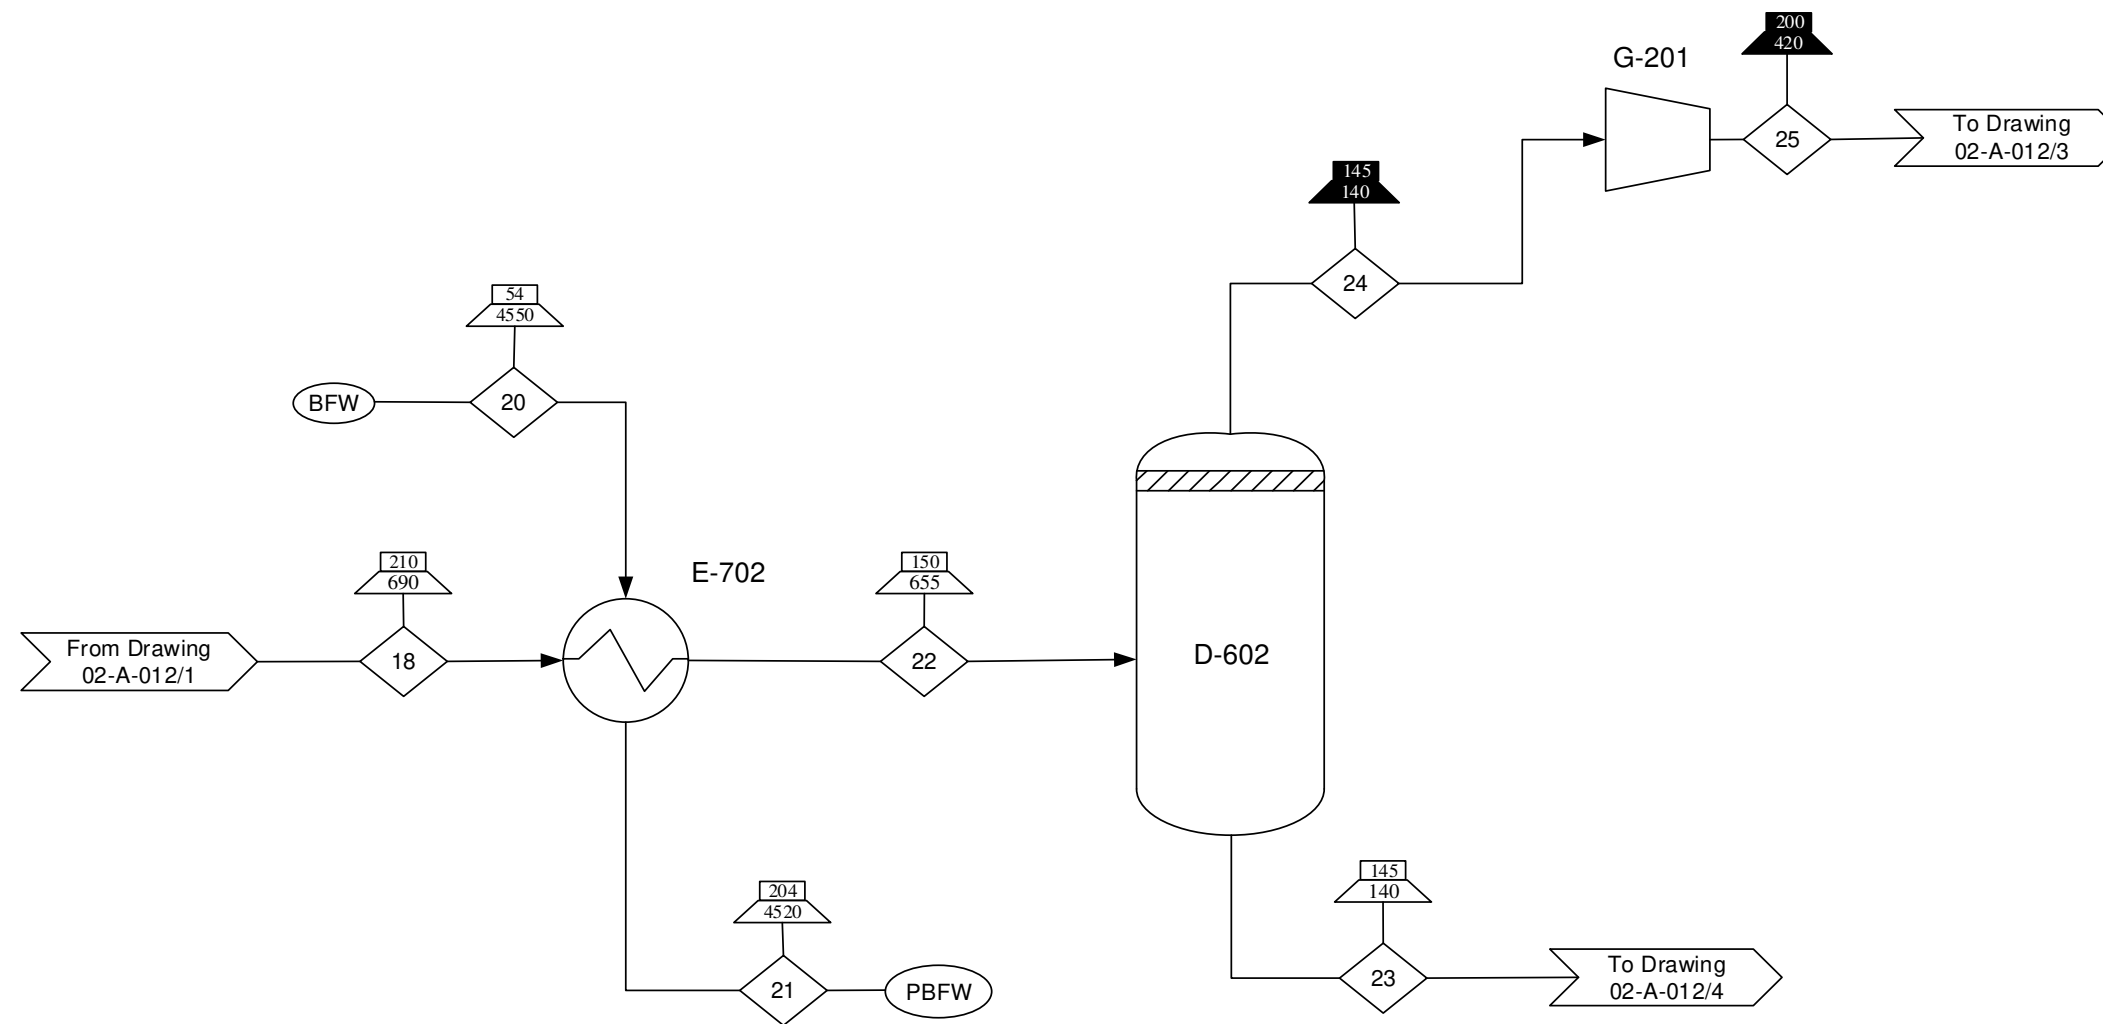 200
420
G-201
To Drawing
02-A-012/3
25
145
140
24
54
4550
BFW
20
210
690
E-702
150
655
From Drawing
02-A-012/1
18
22
D-602
204
4520
145
140
21
PBFW
23
To Drawing
02-A-012/4